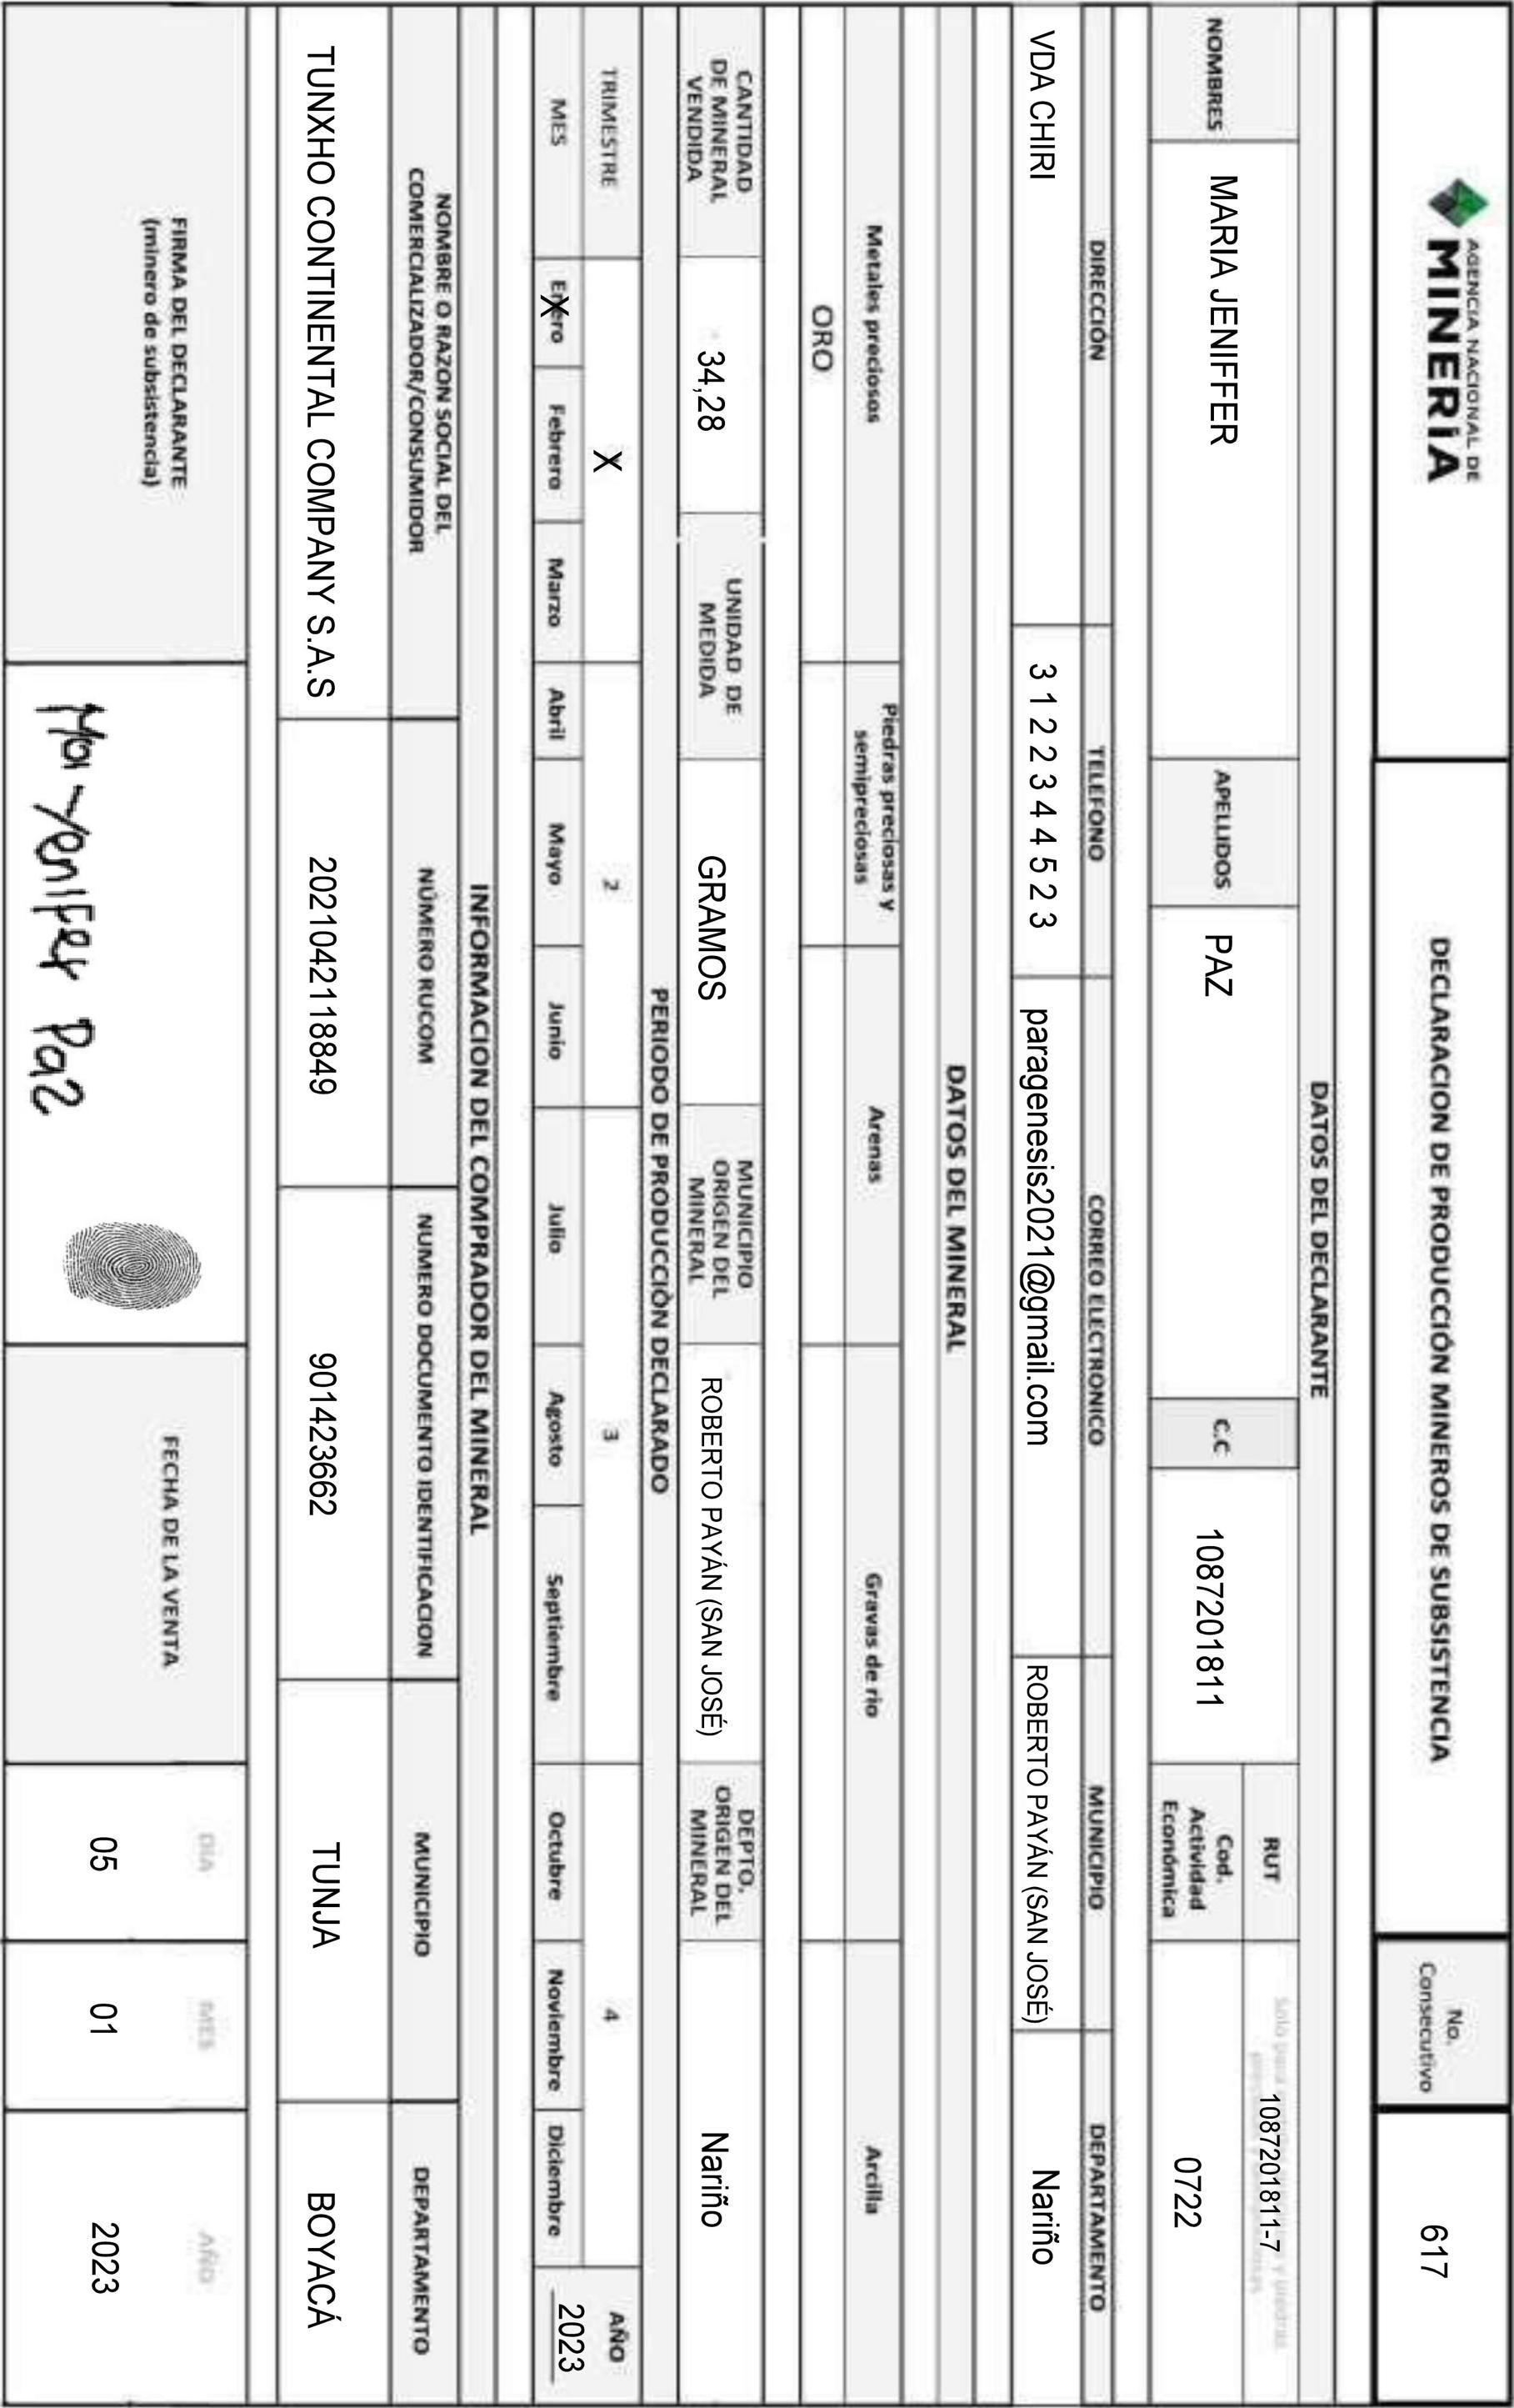 AGENCIA NACIONAL DE
MINERÍA
DECLARACION DE PRODUCCIÓN MINEROS DE SUBSISTENCIA
No.
Consecutivo
617
DATOS DEL DECLARANTE
NOMBRES
MARIA JENIFFER
APELLIDOS
PAZ
C.C
1087201811
RUT
1087201811-7
Cod.
Actividad
Económica
0722
DIRECCIÓN
TELEFONO
CORREO ELECTRONICO
MUNICIPIO
DEPARTAMENTO
VDA CHIRI
3 1 2 2 3 4 4 5 2 3
paragenesis2021@gmail.com
ROBERTO PAYÁN (SAN JOSÉ)
Nariño
DATOS DEL MINERAL
Metales preciosos
Piedras preciosas y
semipreciosas
Arenas
Gravas de rio
Arcilla
ORO
CANTIDAD
DE MINERAL
VENDIDA
34,28
UNIDAD DE
MEDIDA
GRAMOS
MUNICIPIO
ORIGEN DEL
MINERAL
ROBERTO PAYÁN (SAN JOSÉ)
DEPTO.
ORIGEN DEL
MINERAL
Nariño
PERIODO DE PRODUCCIÓN DECLARADO
TRIMESTRE
X
2
3
4
AÑO
MES
Enero
X
Febrero
Marzo
Abril
Mayo
Junio
Julio
Agosto
Septiembre
Octubre
Noviembre
Diciembre
2023
INFORMACION DEL COMPRADOR DEL MINERAL
NOMBRE O RAZON SOCIAL DEL
COMERCIALIZADOR/CONSUMIDOR
NÚMERO RUCOM
NUMERO DOCUMENTO IDENTIFICACION
MUNICIPIO
DEPARTAMENTO
TUNXHO CONTINENTAL COMPANY S.A.S
2021042118849
901423662
TUNJA
BOYACÁ
FIRMA DEL DECLARANTE
(minero de subsistencia)
Ma Yenifer Paz
FECHA DE LA VENTA
DÍA
MES
AÑO
05
01
2023